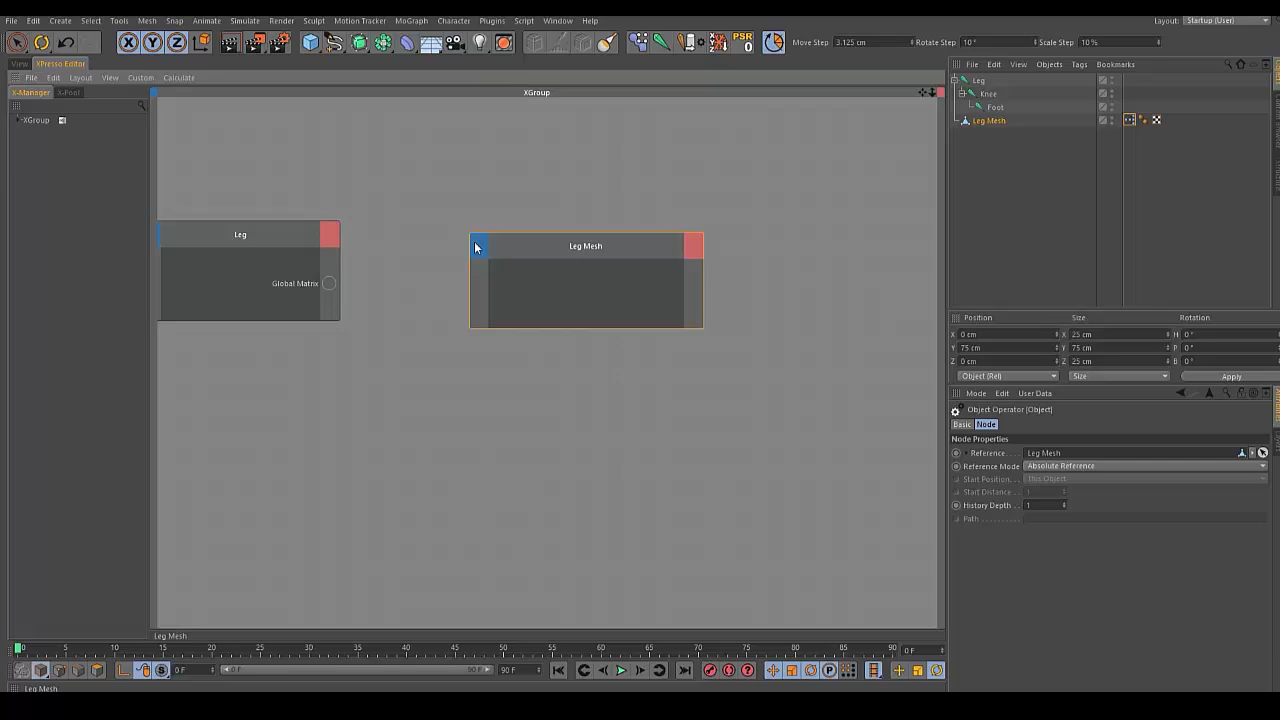 File Edit Create Select Tools Mesh Snap Animate Simulate Render Sculpt Motion Tracker MoGraph Character Plugins Script Window Help
Layout: Startup (User)
X Y Z PSR 0 Move Step 3.125 cm Rotate Step 10 ° Scale Step 10 %
View XPresso Editor
File Edit View Objects Tags Bookmarks
File Edit Layout View Custom Calculate
Leg
X-Manager X-Pool
XGroup
Knee
Foot
XGroup
Leg Mesh
Leg
Global Matrix
Leg Mesh
Position Size Rotation
X 0 cm X 25 cm H 0 °
Y 75 cm Y 75 cm P 0 °
Z 0 cm Z 25 cm B 0 °
Object (Rel) Size Apply
Mode Edit User Data
Object Operator [Object]
Basic Node
Node Properties
Reference. . . . Leg Mesh
Reference Mode Absolute Reference
Start Position. This Object
Start Distance. . 1
History Depth . . 1
Path . . . . . . . . . .
Leg Mesh
0 5 10 15 20 25 30 35 40 45 50 55 60 65 70 75 80 85 90 0 F
0 F 0 F 90 F 90 F
Leg Mesh